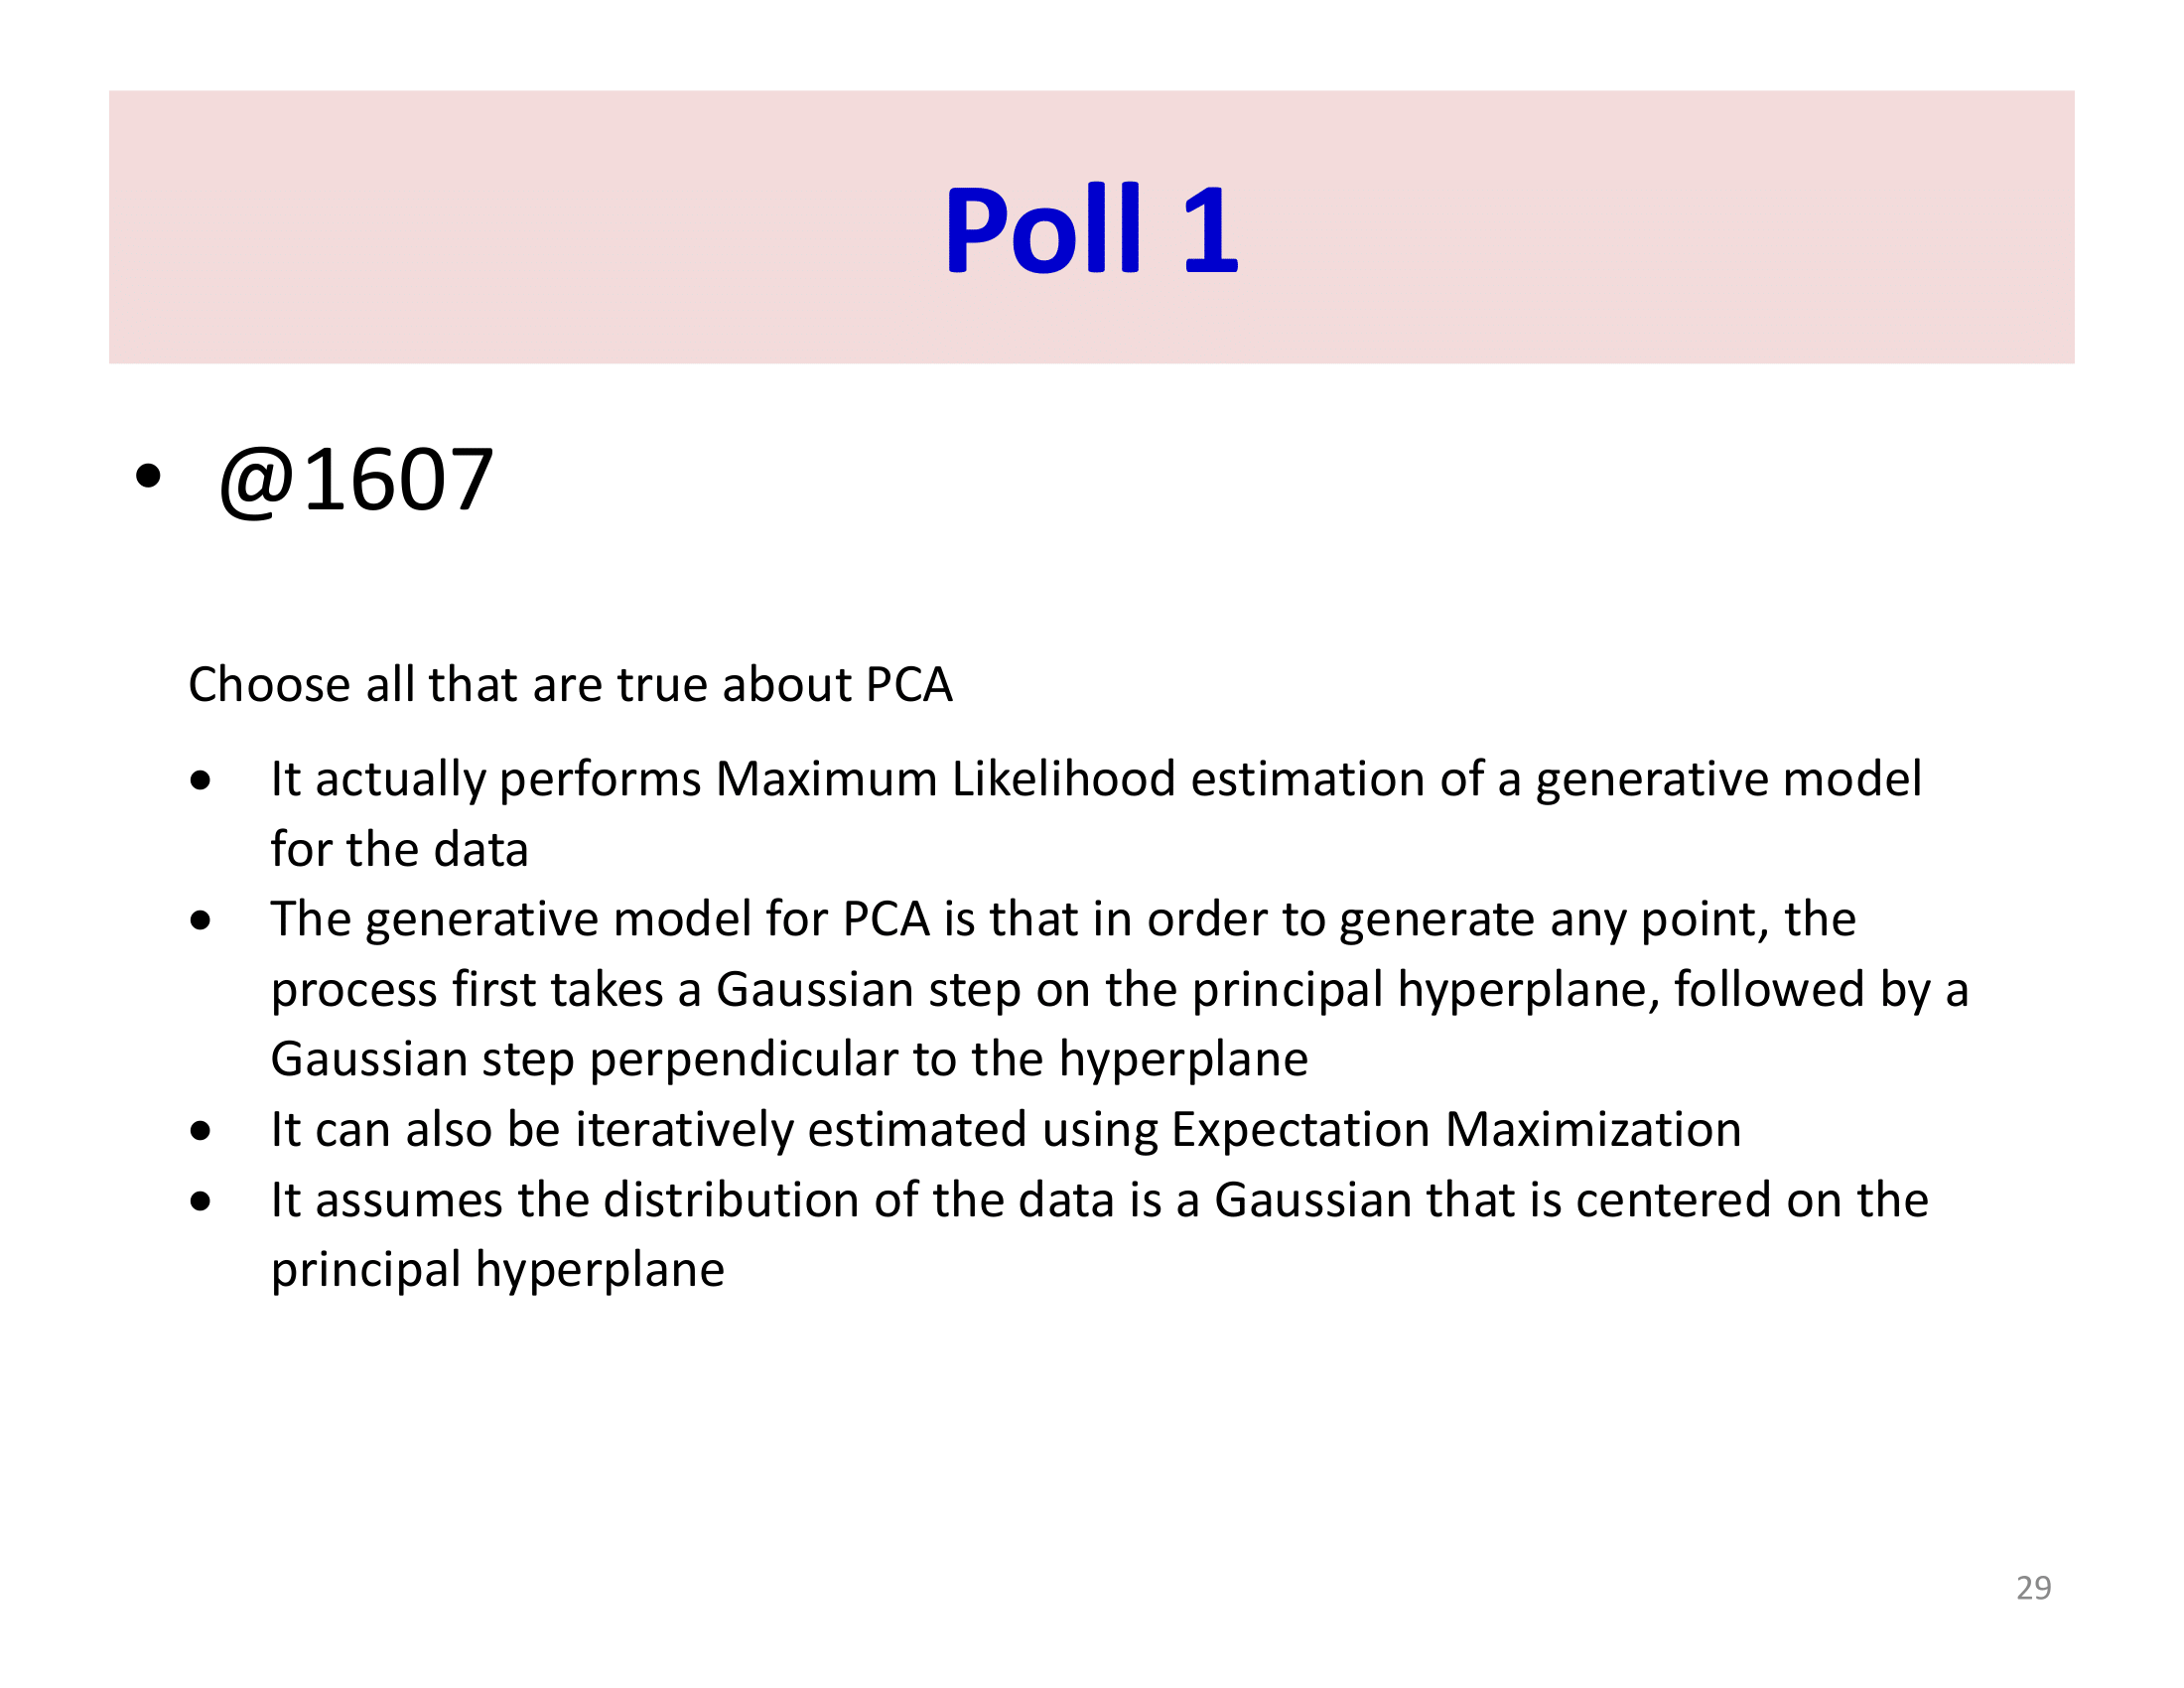 Poll 1
• @1607
Choose all that are true about PCA
• It actually performs Maximum Likelihood estimation of a generative model
for the data
• The generative model for PCA is that in order to generate any point, the
process first takes a Gaussian step on the principal hyperplane, followed by a
Gaussian step perpendicular to the hyperplane
• It can also be iteratively estimated using Expectation Maximization
• It assumes the distribution of the data is a Gaussian that is centered on the
principal hyperplane
29